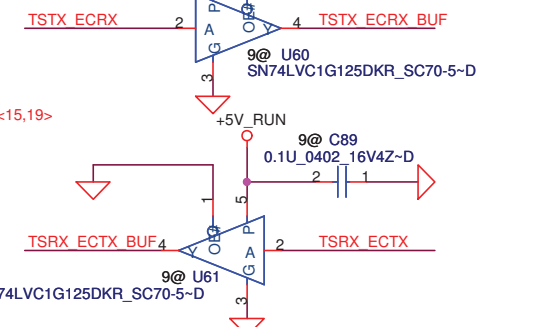 TSTX_ECRX 2 A P OE# Y 4 TSTX_ECRX_BUF
G
3
9@ U60
SN74LVC1G125DKR_SC70-5~D
<15,19>
+5V_RUN
9@ C89
0.1U_0402_16V4Z~D
2 1
1 5
TSRX_ECTX_BUF 4 Y OE# P A 2 TSRX_ECTX
G
9@ U61
74LVC1G125DKR_SC70-5~D
3